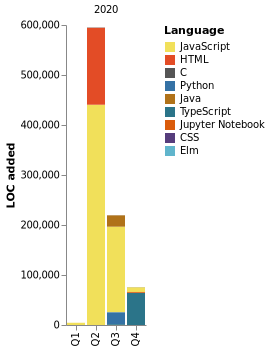 2020
Language
JavaScript
HTML
C
Python
Java
TypeScript
Jupyter Notebook
CSS
Elm
LOC added
600,000
500,000
400,000
300,000
200,000
100,000
0
Q1
Q2
Q3
Q4